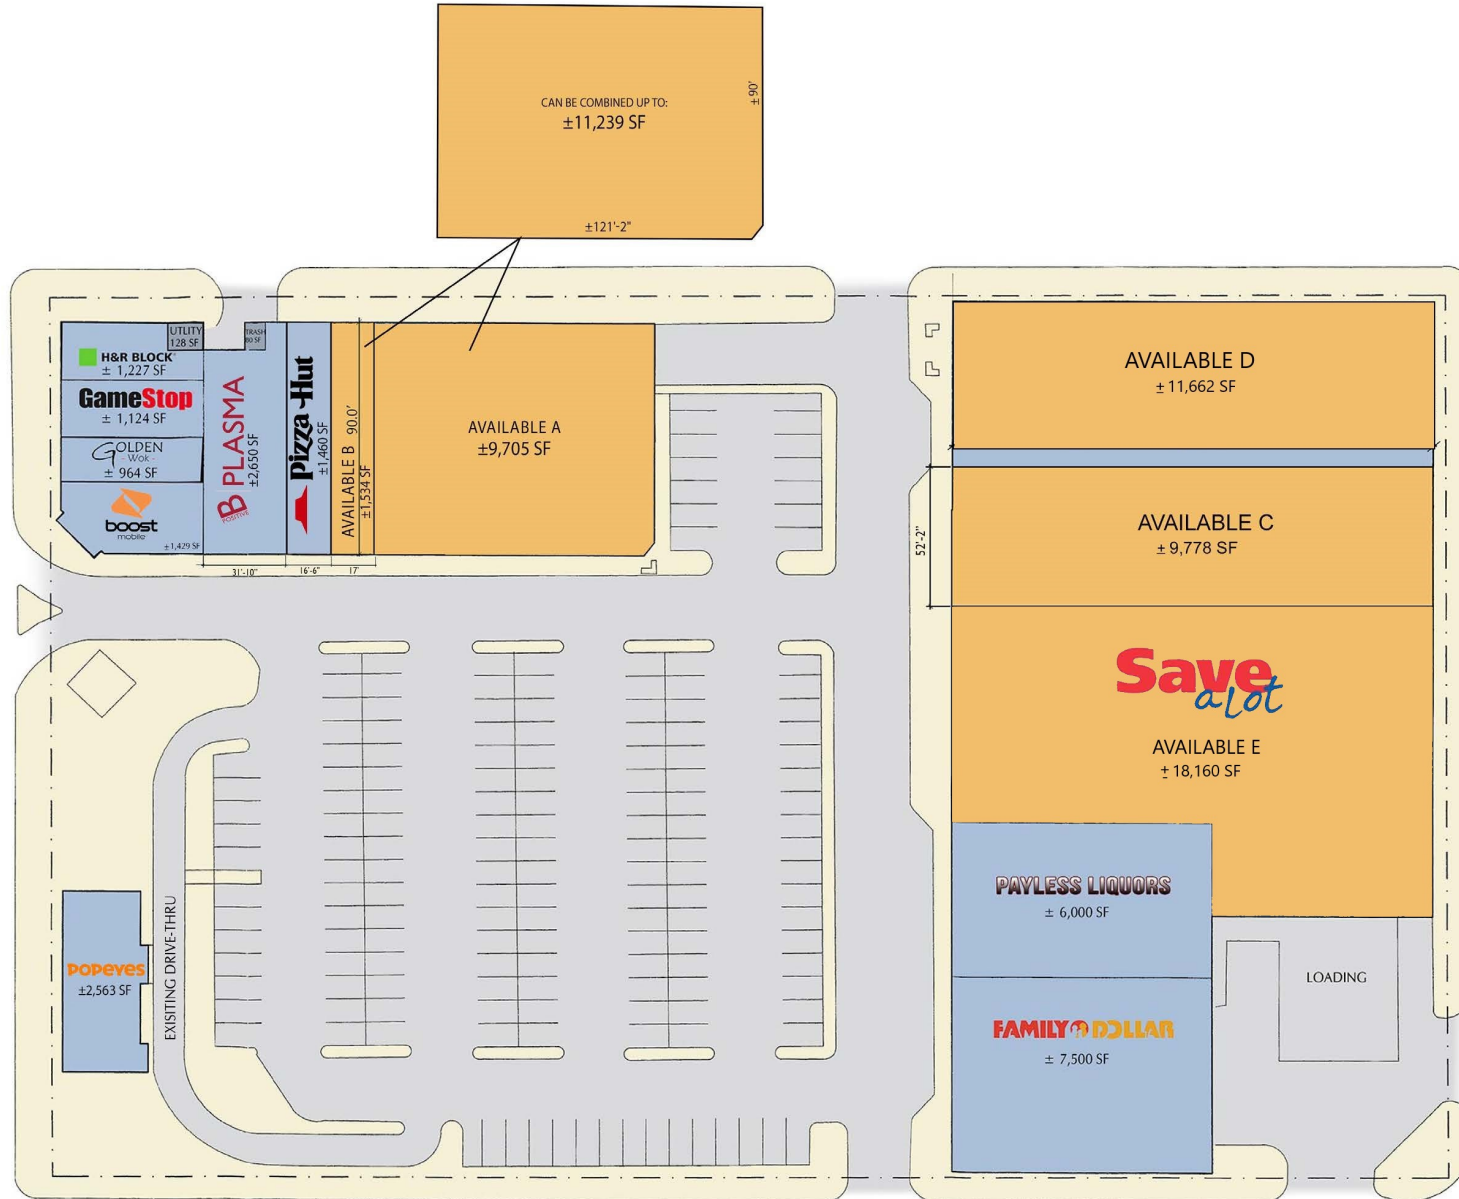 CAN BE COMBINED UP TO:
±11,239 SF
±90'
±121'-2"
UTLITY
128 SF
TRASH
80 SF
H&R BLOCK
± 1,227 SF
GameStop
± 1,124 SF
GOLDEN
- Wok -
± 964 SF
boost
mobile
±1,429 SF
B PLASMA
POSITIVE
±2,650 SF
Pizza Hut
±1,460 SF
AVAILABLE B
90.0'
±1,534 SF
AVAILABLE A
±9,705 SF
31'-10"
16'-6"
17'
AVAILABLE D
± 11,662 SF
AVAILABLE C
± 9,778 SF
52'-2"
Save
a lot
AVAILABLE E
± 18,160 SF
PAYLESS LIQUORS
± 6,000 SF
FAMILY DOLLAR
± 7,500 SF
LOADING
POPEYES
±2,563 SF
EXISITING DRIVE-THRU